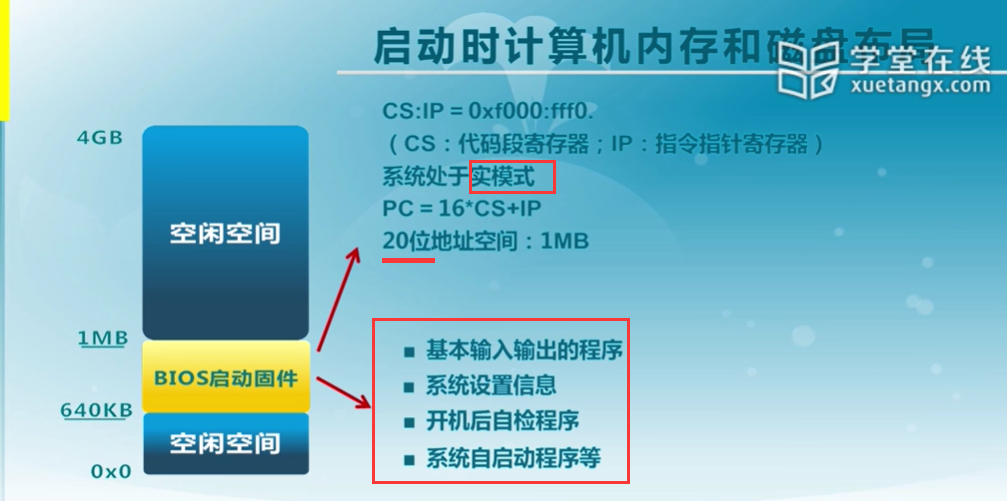 启动时计算机内存和磁盘布局
学堂在线
xuetangx.com
CS:IP = 0xf000:fff0.
（CS：代码段寄存器；IP：指令指针寄存器）
系统处于实模式
PC = 16*CS+IP
20位地址空间：1MB
4GB
空闲空间
1MB
BIOS启动固件
640KB
空闲空间
0x0
■ 基本输入输出的程序
■ 系统设置信息
■ 开机后自检程序
■ 系统自启动程序等